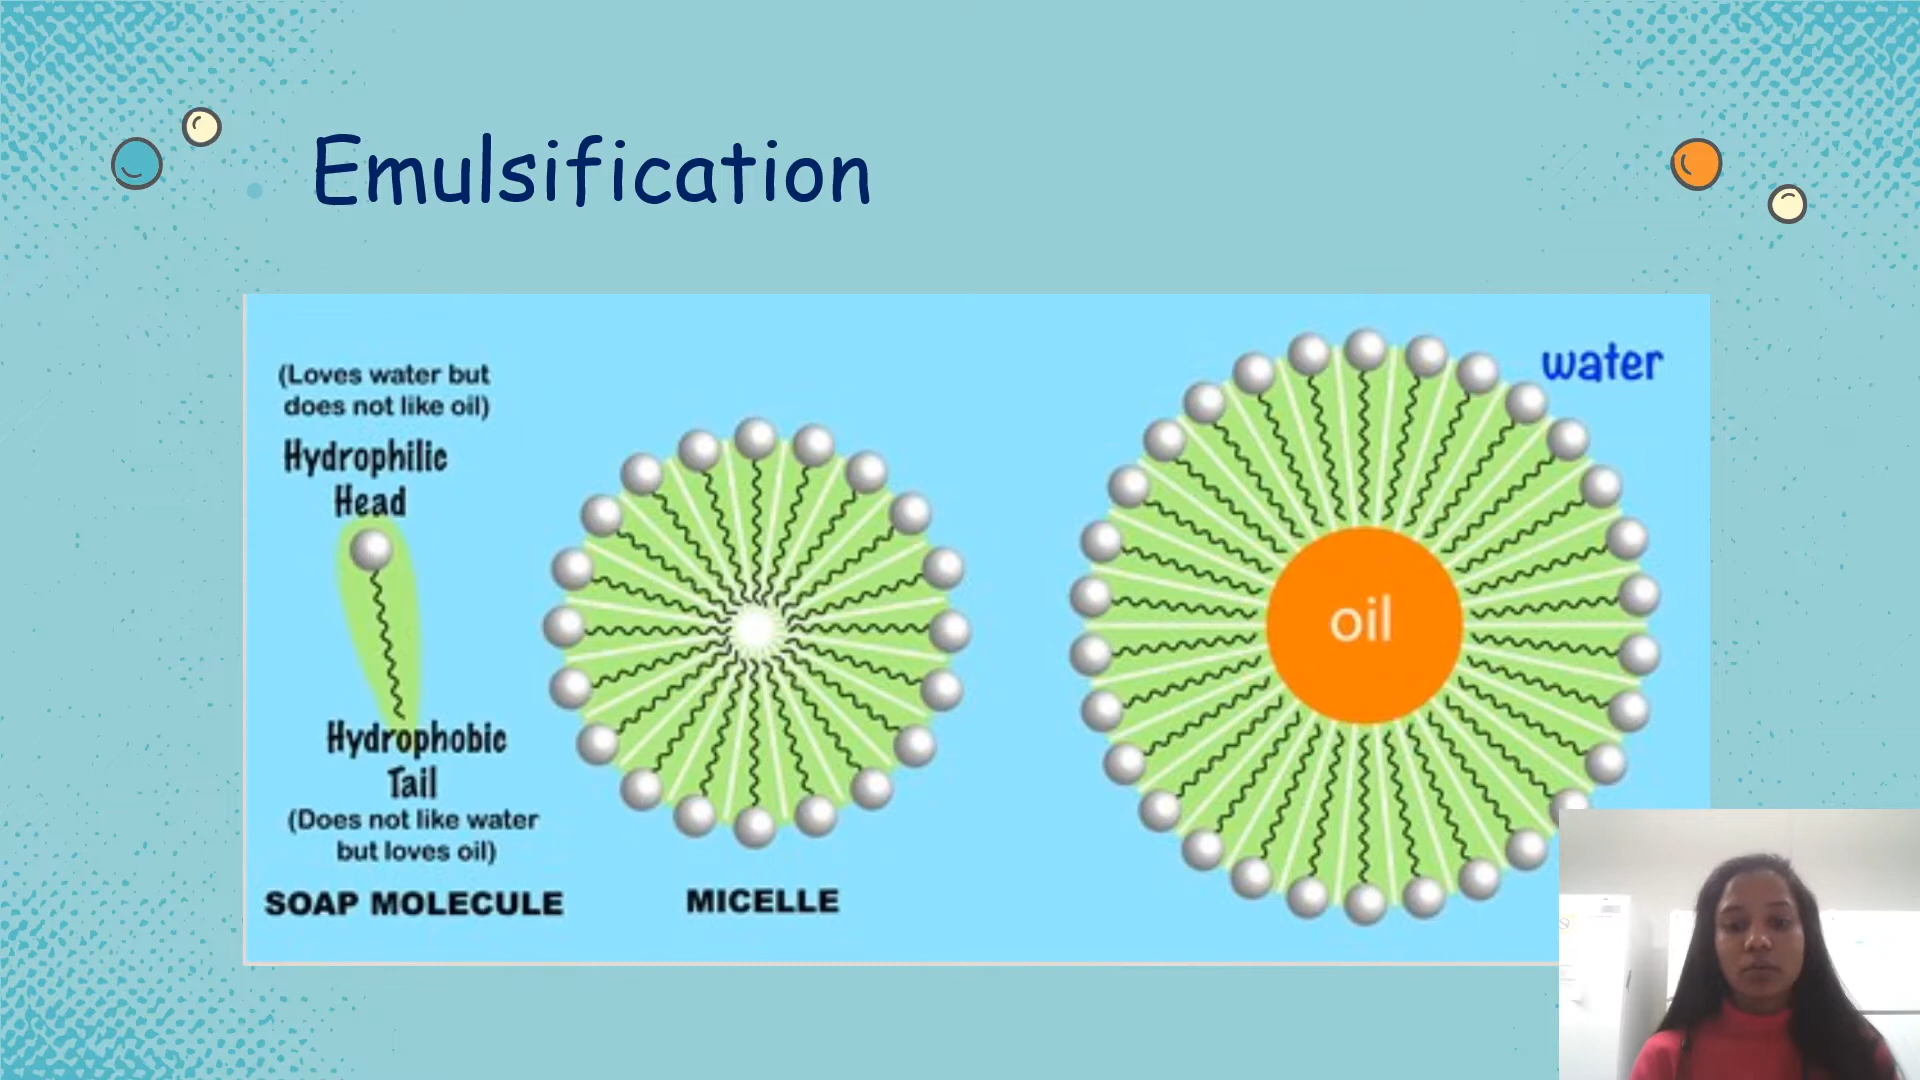 Emulsification
(Loves water but
does not like oil)
Hydrophilic
Head
Hydrophobic
Tail
(Does not like water
but loves oil)
SOAP MOLECULE
MICELLE
water
oil